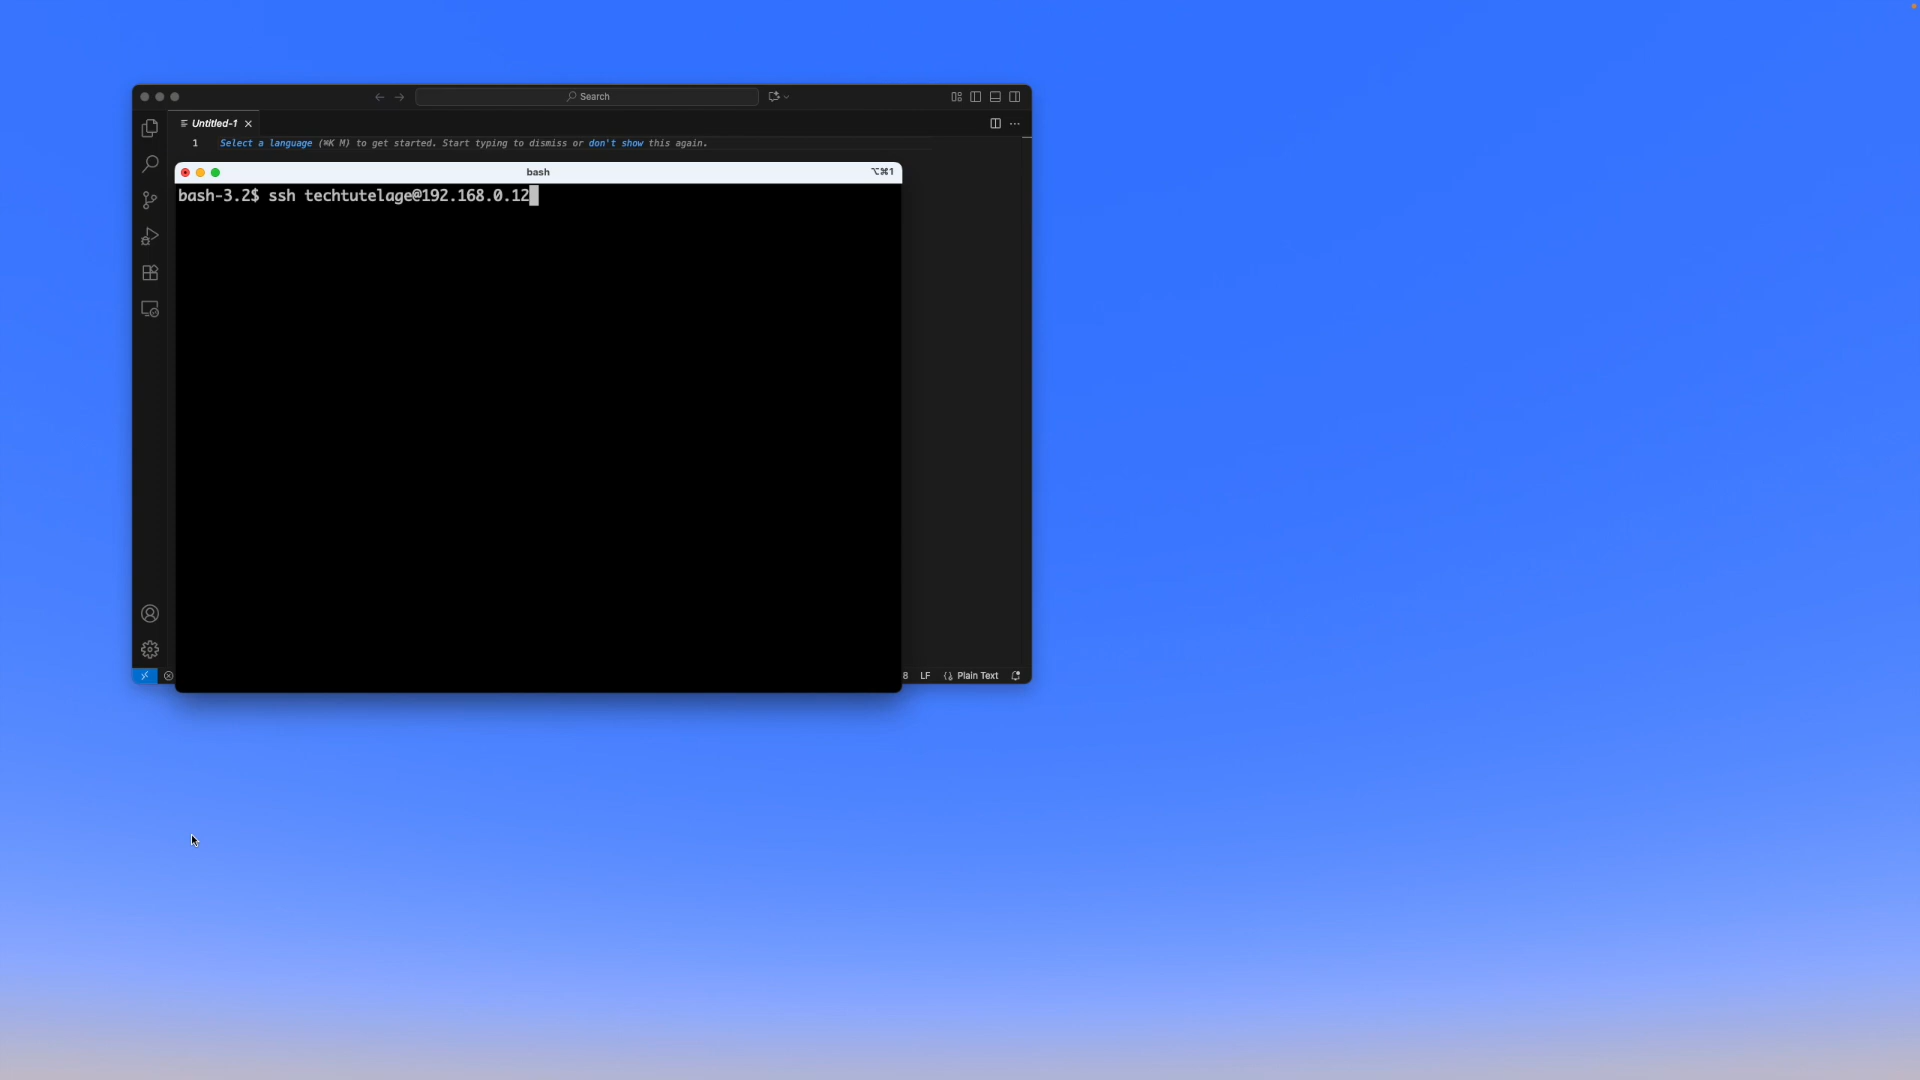 Search
Untitled-1
1 Select a language (⌘K M) to get started. Start typing to dismiss or don't show this again.
bash ⌥⌘1
bash-3.2$ ssh techtutelage@192.168.0.12
8 LF Plain Text